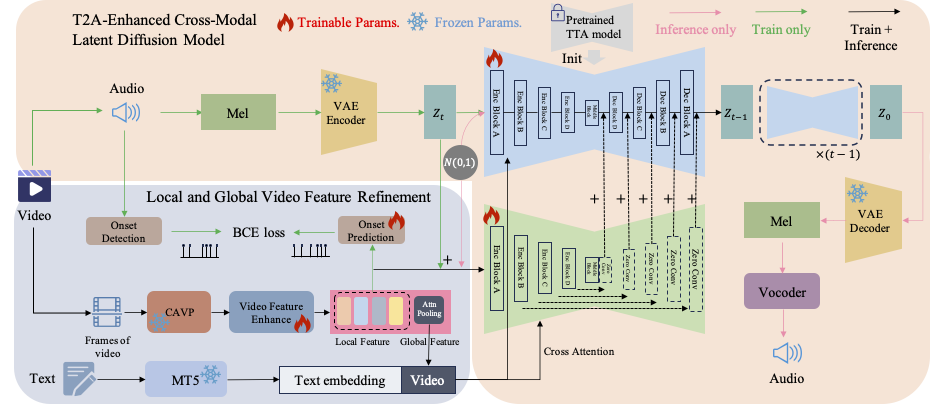 T2A-Enhanced Cross-Modal
Latent Diffusion Model
Trainable Params.
Frozen Params.
Pretrained
TTA model
Init
Inference only
Train only
Train +
Inference
Audio
Mel
VAE
Encoder
Z_t
N(0,1)
Enc Block A
Enc Block B
Enc Block C
Enc Block D
Middle Block
Dec Block D
Dec Block C
Dec Block B
Dec Block A
Z_{t−1}
×(t − 1)
Z_0
Video
Local and Global Video Feature Refinement
Onset
Detection
BCE loss
Onset
Prediction
+
+ + + + +
Enc Block A
Enc Block B
Enc Block C
Enc Block D
Middle Block
Zero Conv
Zero Conv
Zero Conv
Zero Conv
Zero Conv
Mel
VAE
Decoder
Vocoder
Audio
Frames of
video
CAVP
Video Feature
Enhance
Attn
Pooling
Local Feature
Global Feature
Cross Attention
Text
MT5
Text embedding
Video